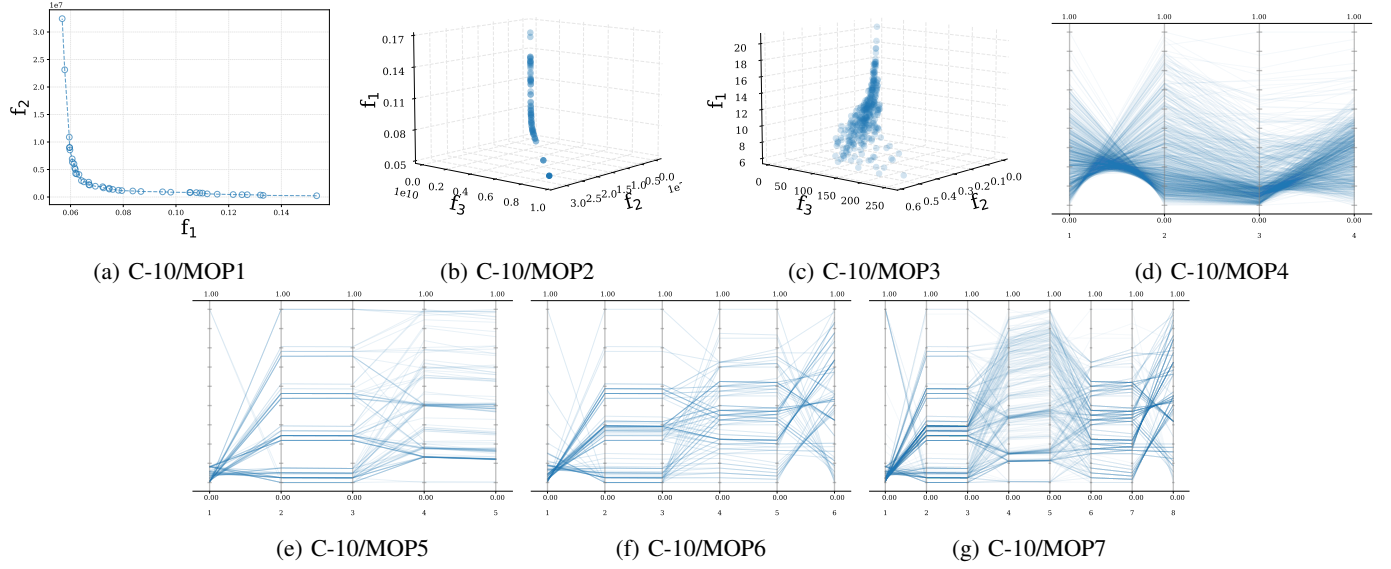 1e7
3.0
2.5
2.0
1.5
1.0
0.5
0.0
f2
0.06 0.08 0.10 0.12 0.14
f1
0.17
0.14
0.11
0.08
0.05
f1
0.0 0.2 0.4 0.6 0.8 1.0
1e10
f3
3.0 2.5 2.0 1.5 1.0 0.5 0.0
f2
20
18
16
14
12
10
8
6
f1
0 50 100 150 200 250
f3
0.6 0.5 0.4 0.3 0.2 0.1 0.0
f2
1.00 1.00 1.00 1.00
0.00 0.00 0.00 0.00
1 2 3 4
(a) C-10/MOP1 (b) C-10/MOP2 (c) C-10/MOP3 (d) C-10/MOP4
1.00 1.00 1.00 1.00 1.00
0.00 0.00 0.00 0.00 0.00
1 2 3 4 5
1.00 1.00 1.00 1.00 1.00 1.00
0.00 0.00 0.00 0.00 0.00 0.00
1 2 3 4 5 6
1.00 1.00 1.00 1.00 1.00 1.00 1.00 1.00
0.00 0.00 0.00 0.00 0.00 0.00 0.00 0.00
1 2 3 4 5 6 7 8
(e) C-10/MOP5 (f) C-10/MOP6 (g) C-10/MOP7